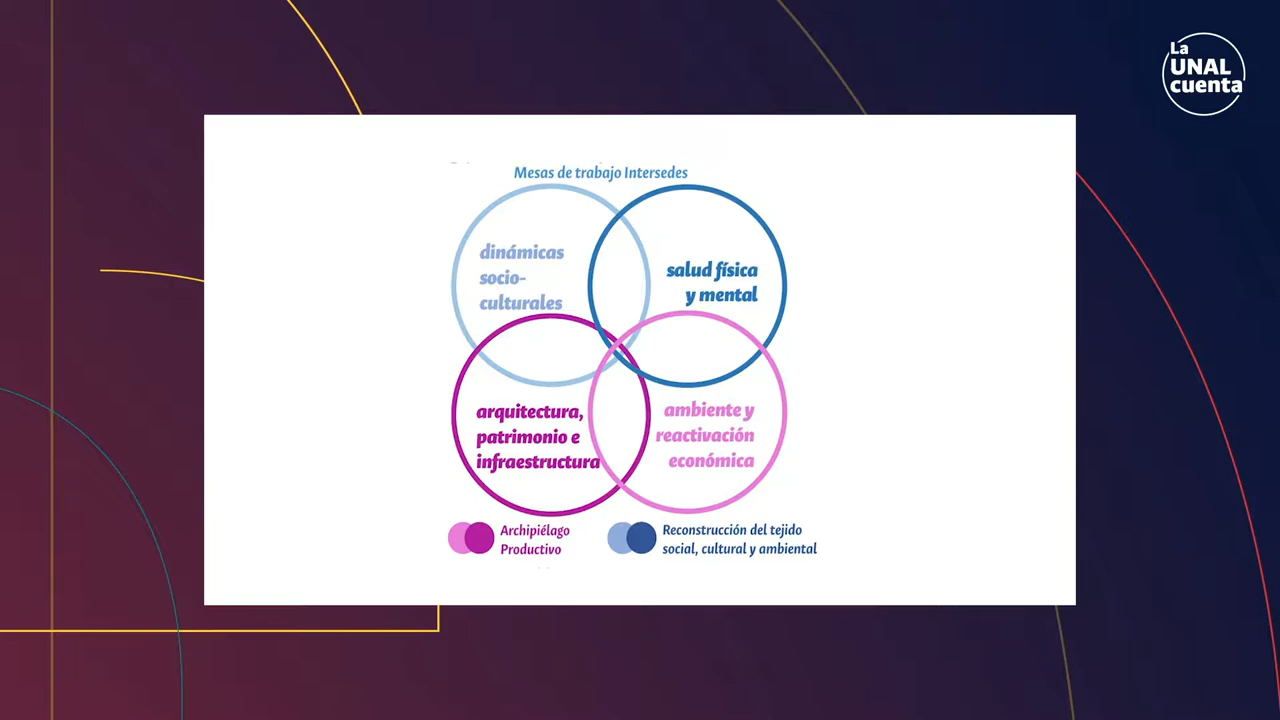 La
UNAL
cuenta
Mesas de trabajo Intersedes
dinámicas
socio-
culturales
salud física
y mental
arquitectura,
patrimonio e
infraestructura
ambiente y
reactivación
económica
Archipiélago
Productivo
Reconstrucción del tejido
social, cultural y ambiental